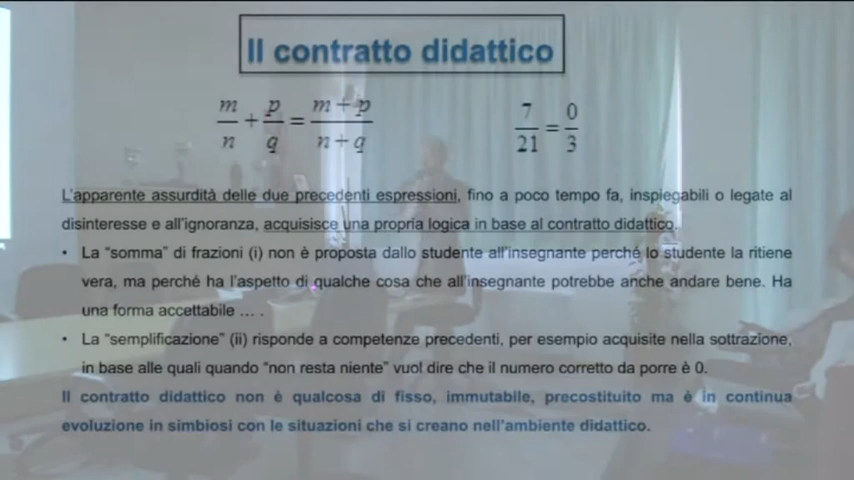 Il contratto didattico
m/n + p/q = (m + p)/(n + q) 7/21 = 0/3
L'apparente assurdità delle due precedenti espressioni, fino a poco tempo fa, inspiegabili o legate al
disinteresse e all'ignoranza, acquisisce una propria logica in base al contratto didattico.
• La "somma" di frazioni (i) non è proposta dallo studente all'insegnante perché lo studente la ritiene
vera, ma perché ha l'aspetto di qualche cosa che all'insegnante potrebbe anche andare bene. Ha
una forma accettabile … .
• La "semplificazione" (ii) risponde a competenze precedenti, per esempio acquisite nella sottrazione,
in base alle quali quando "non resta niente" vuol dire che il numero corretto da porre è 0.
Il contratto didattico non è qualcosa di fisso, immutabile, precostituito ma è in continua
evoluzione in simbiosi con le situazioni che si creano nell'ambiente didattico.